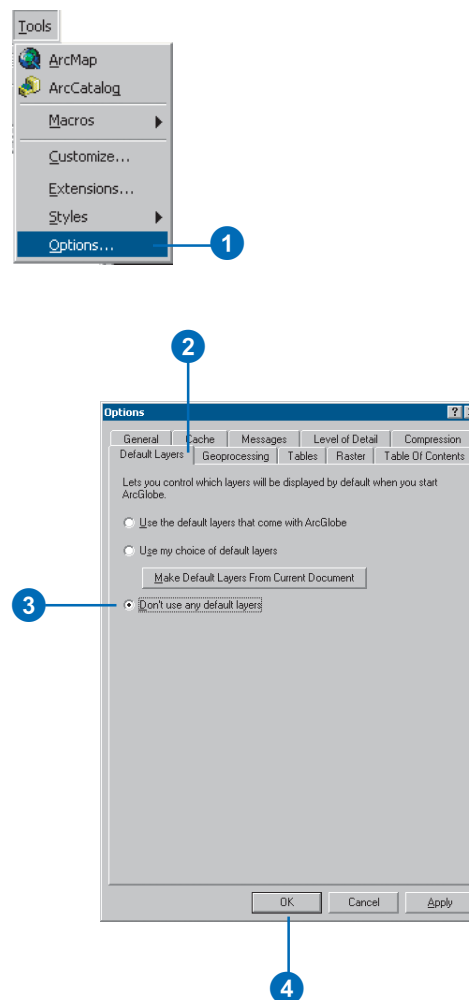 Tools
ArcMap
ArcCatalog
Macros
Customize...
Extensions...
Styles
Options...
1
2
Options
General Cache Messages Level of Detail Compression
Default Layers Geoprocessing Tables Raster Table Of Contents
Lets you control which layers will be displayed by default when you start
ArcGlobe.
Use the default layers that come with ArcGlobe
Use my choice of default layers
Make Default Layers From Current Document
3
Don't use any default layers
OK Cancel Apply
4